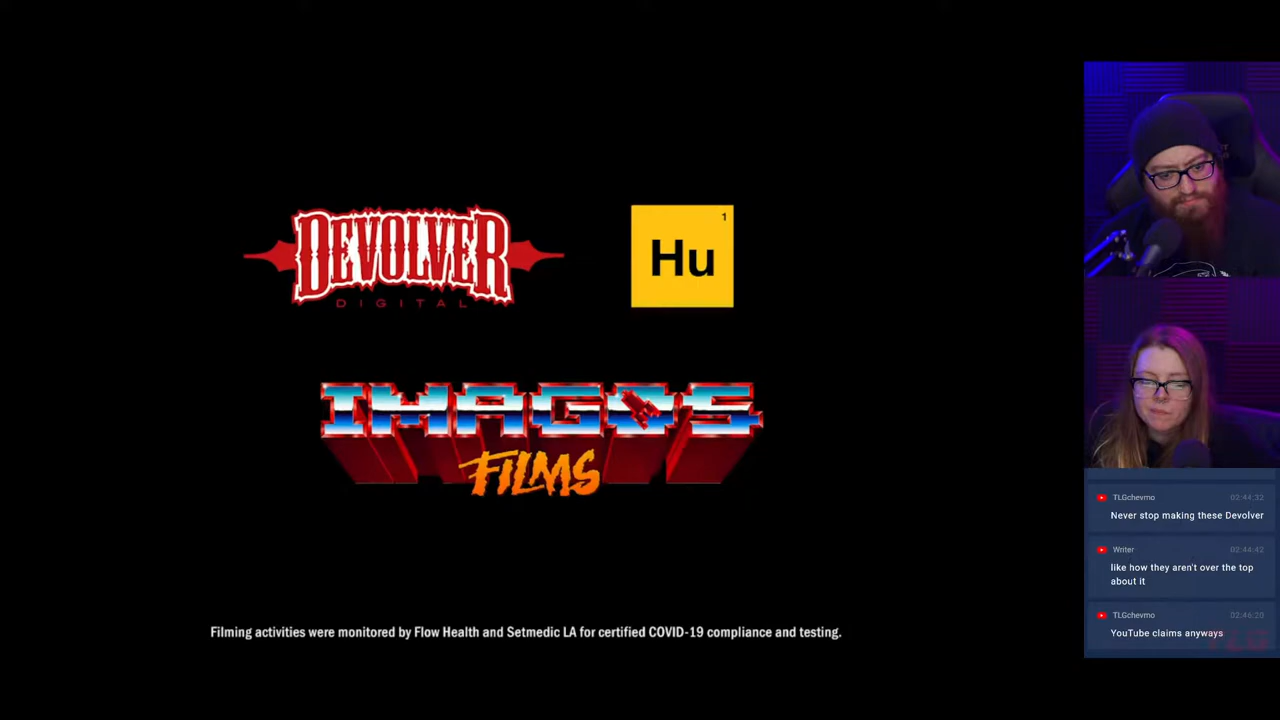 DEVOLVER
DIGITAL
1
Hu
IMAGOS
FILMS
Filming activities were monitored by Flow Health and Setmedic LA for certified COVID-19 compliance and testing.
TLGchevmo 02:44:32
Never stop making these Devolver
Writer 02:44:42
like how they aren't over the top
about it
TLGchevmo 02:46:20
YouTube claims anyways
TLG